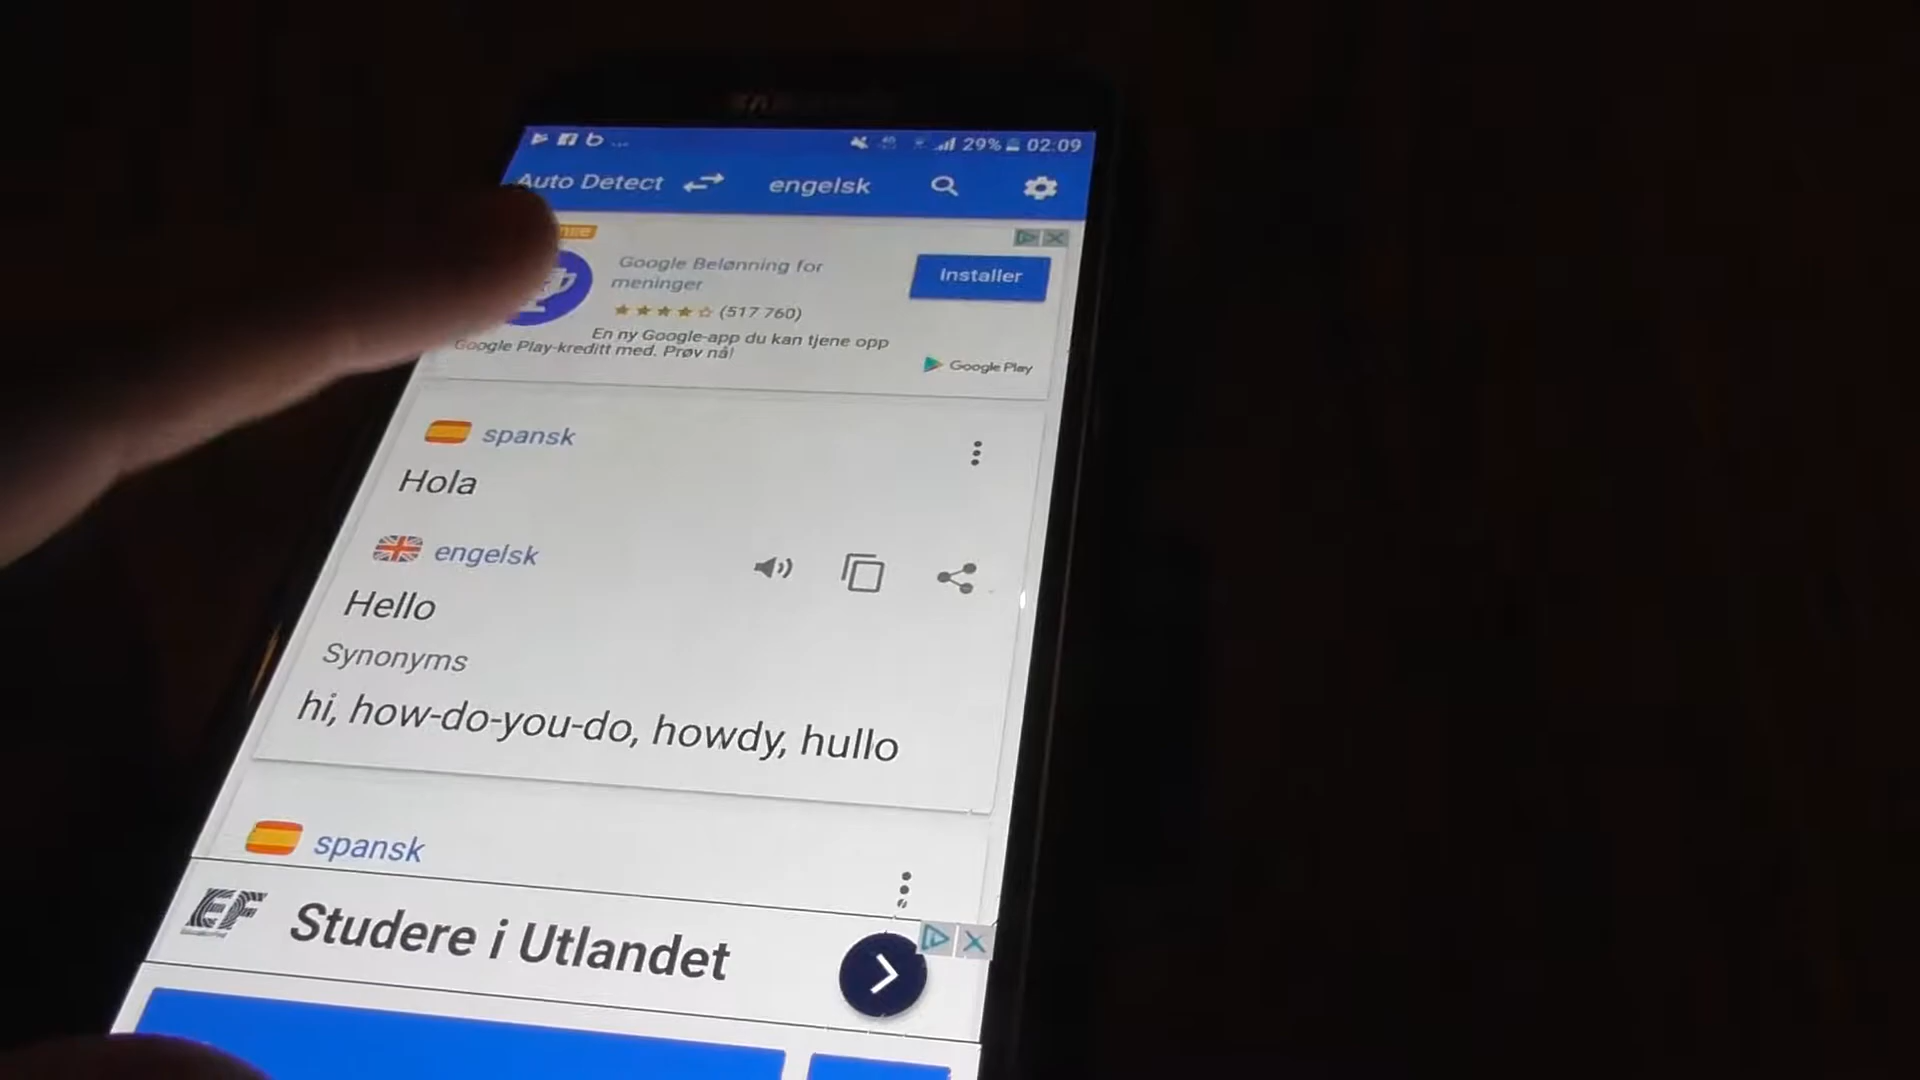 29% 02:09
Auto Detect engelsk
Google Belønning for
meninger
Installer
(517 760)
En ny Google-app du kan tjene opp
Google Play-kreditt med. Prøv nå!
Google Play
spansk
Hola
engelsk
Hello
Synonyms
hi, how-do-you-do, howdy, hullo
spansk
EF
Studere i Utlandet